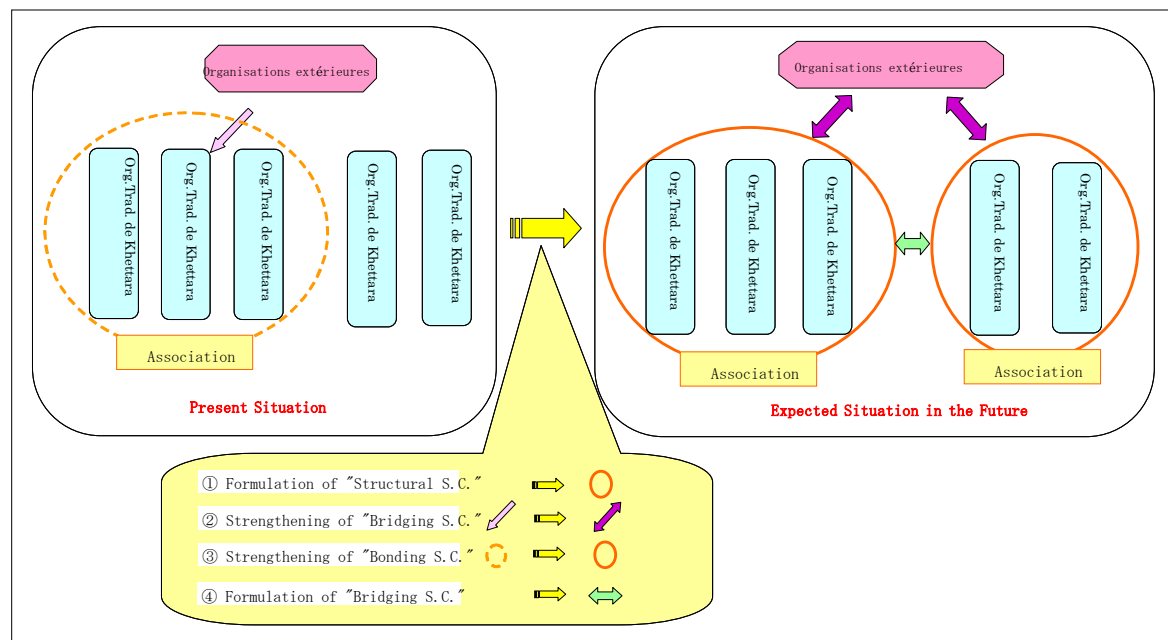 Organisations extérieures
Org.Trad. de Khettara
Org.Trad. de Khettara
Org.Trad. de Khettara
Org.Trad. de Khettara
Org.Trad. de Khettara
Association
Present Situation
Organisations extérieures
Org.Trad. de Khettara
Org.Trad. de Khettara
Org.Trad. de Khettara
Org.Trad. de Khettara
Org.Trad. de Khettara
Association
Association
Expected Situation in the Future
① Formulation of "Structural S.C."
② Strengthening of "Bridging S.C."
③ Strengthening of "Bonding S.C."
④ Formulation of "Bridging S.C."